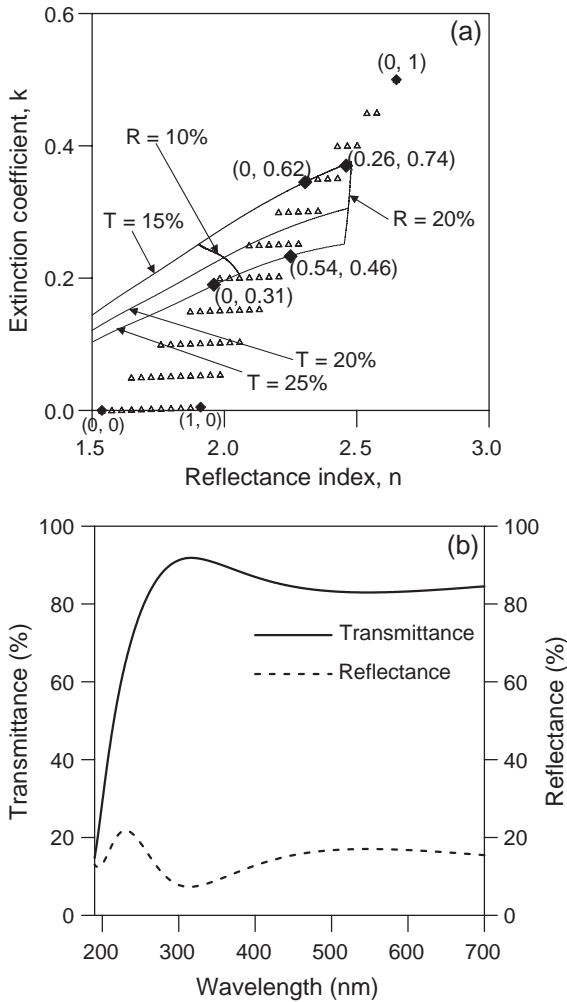 (a)
Extinction coefficient, k
0.6
0.4
0.2
0.0
(0, 1)
R = 10%
(0, 0.62)
(0.26, 0.74)
T = 15%
R = 20%
(0.54, 0.46)
(0, 0.31)
T = 20%
T = 25%
(0, 0)
(1, 0)
1.5
2.0
2.5
3.0
Reflectance index, n
(b)
Transmittance (%)
100
80
60
40
20
0
Transmittance
Reflectance
100
80
60
40
20
0
Reflectance (%)
200
300
400
500
600
700
Wavelength (nm)